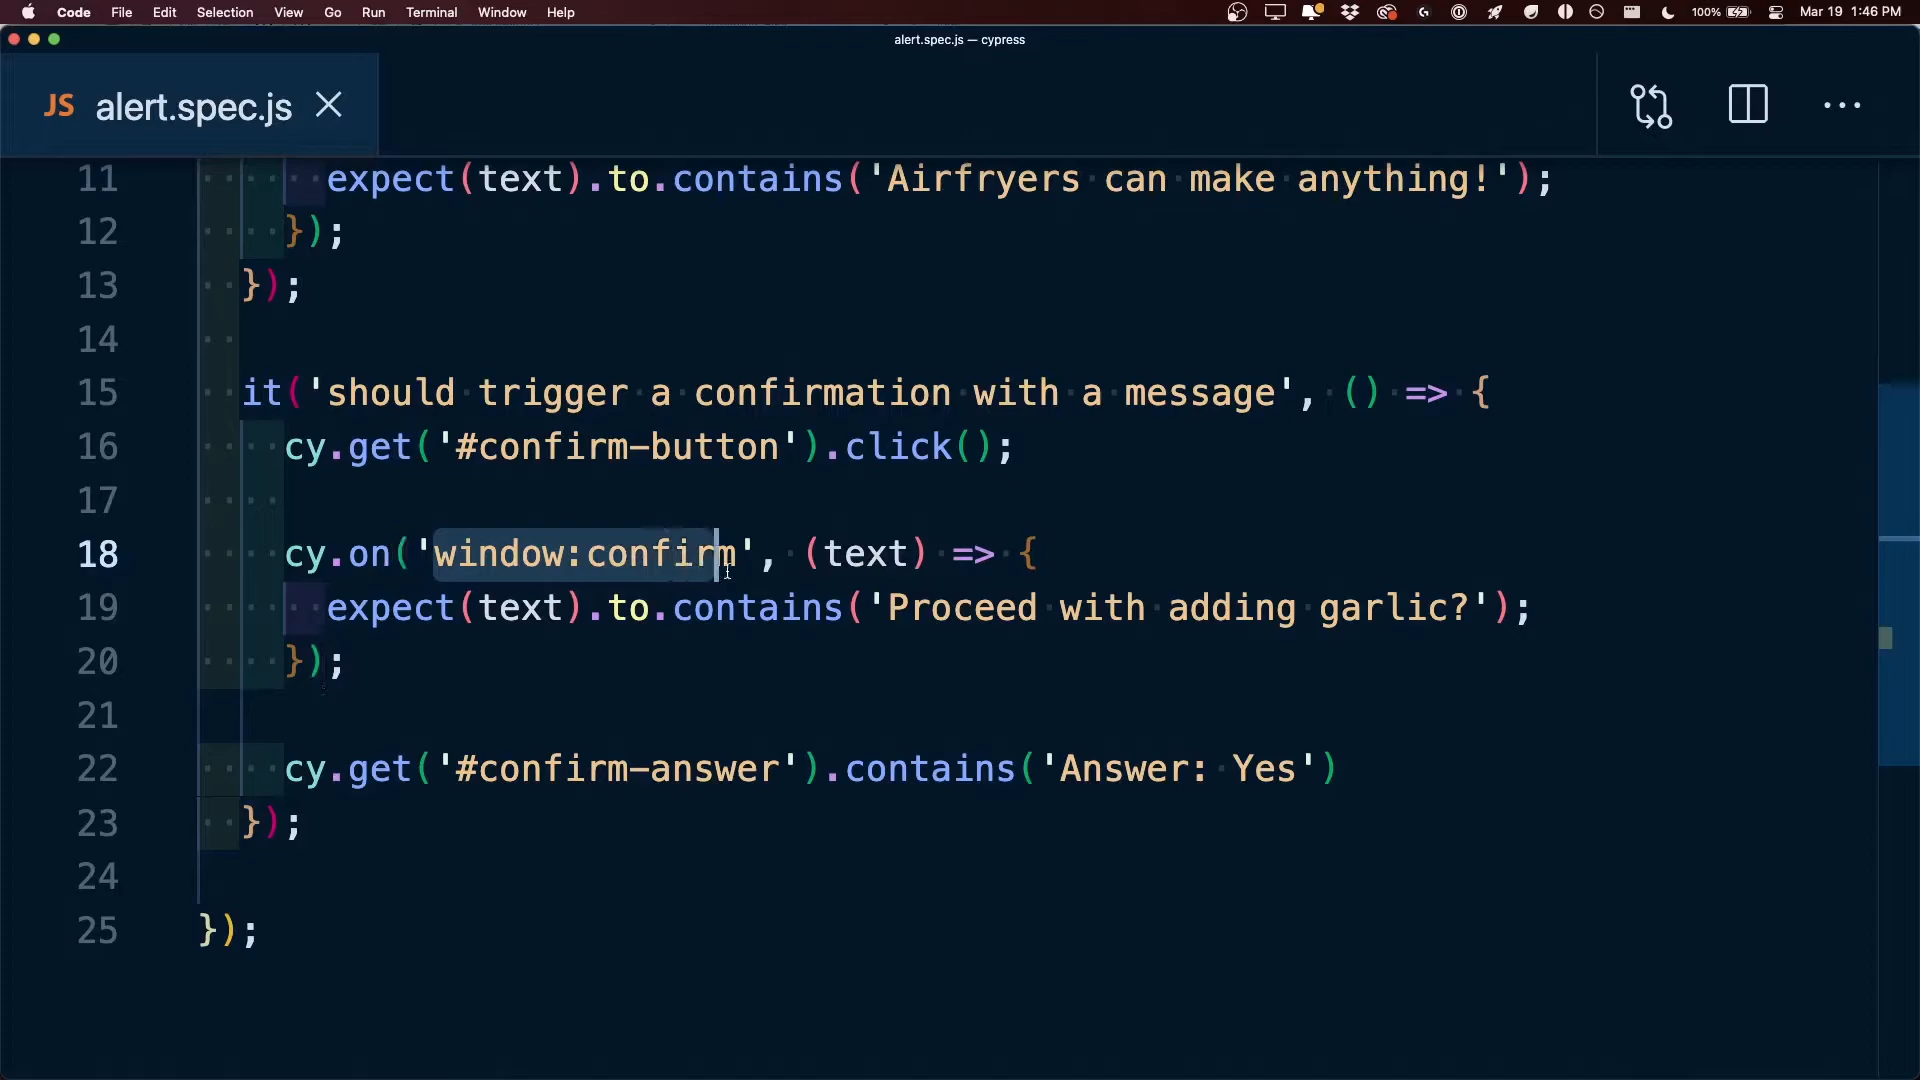 Code File Edit Selection View Go Run Terminal Window Help 100% Mar 19 1:46 PM
alert.spec.js — cypress
JS alert.spec.js
11 expect(text).to.contains('Airfryers can make anything!');
12 });
13 });
14
15 it('should trigger a confirmation with a message', () => {
16 cy.get('#confirm-button').click();
17
18 cy.on('window:confirm', (text) => {
19 expect(text).to.contains('Proceed with adding garlic?');
20 });
21
22 cy.get('#confirm-answer').contains('Answer: Yes')
23 });
24
25 });